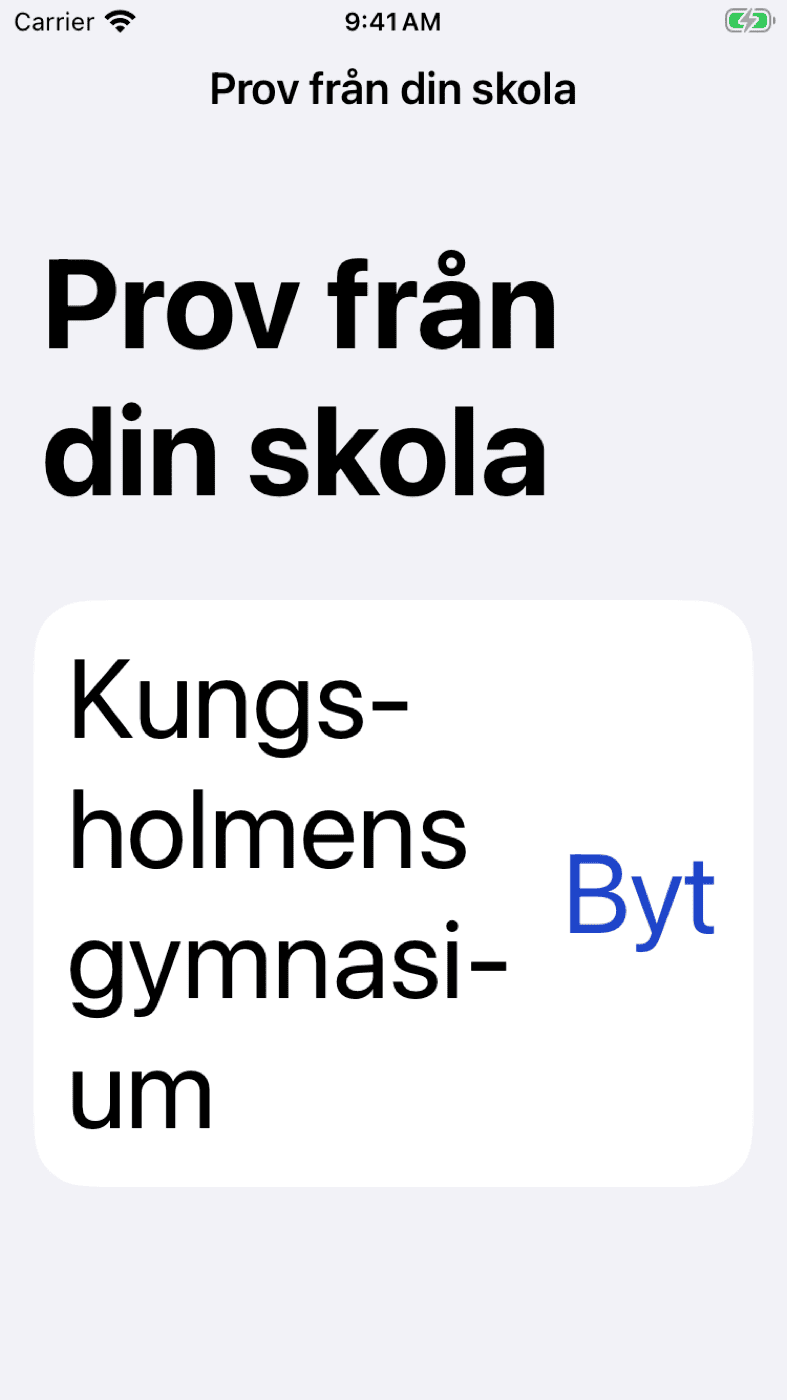 Carrier 9:41 AM
Prov från din skola
Prov från
din skola
Kungs-
holmens
gymnasi-
um
Byt